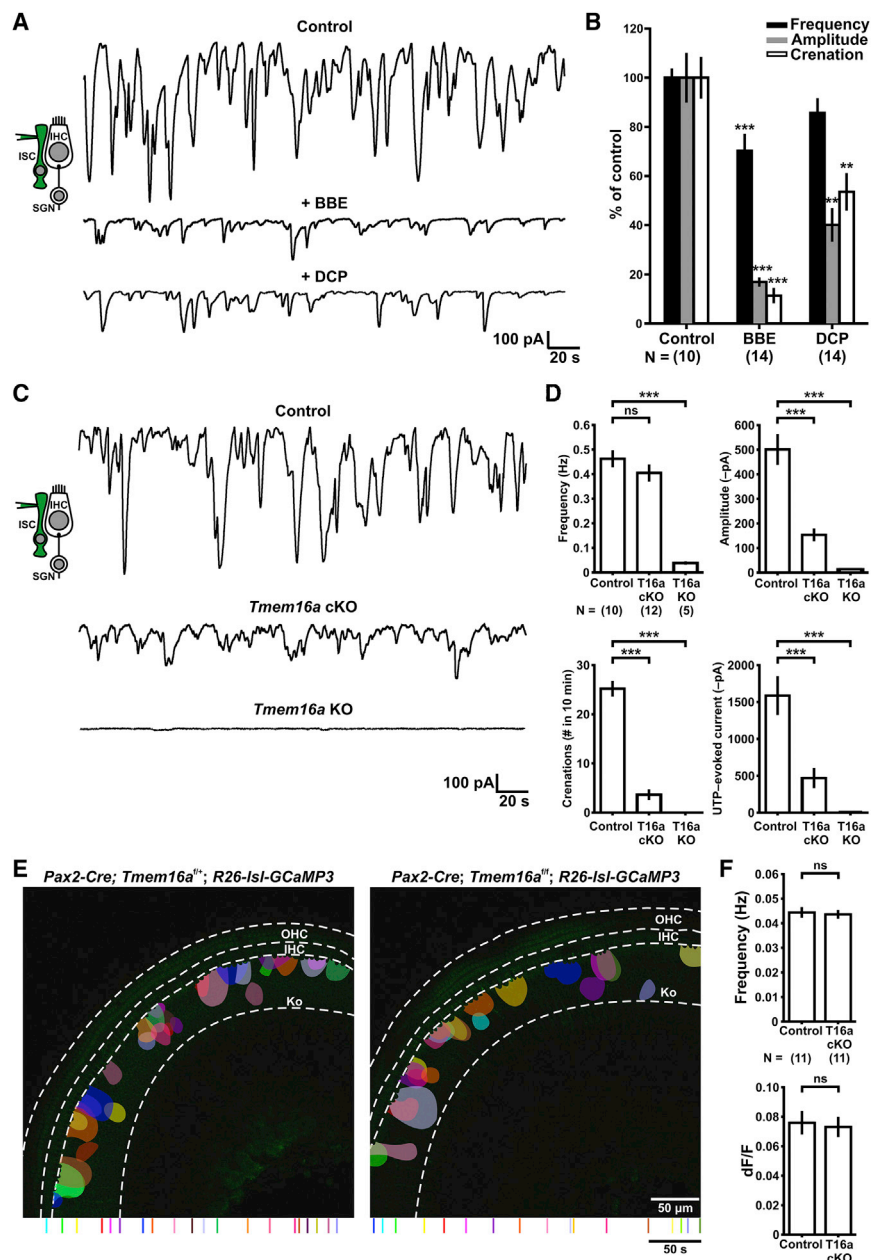 A
Control
IHC
ISC
SGN
+ BBE
+ DCP
100 pA
20 s
B
Frequency
Amplitude
Crenation
% of control
120
100
80
60
40
20
0
***
***
***
**
**
Control BBE DCP
N = (10) (14) (14)
C
Control
IHC
ISC
SGN
Tmem16a cKO
Tmem16a KO
100 pA
20 s
D
***
ns
Frequency (Hz)
0.6
0.5
0.4
0.3
0.2
0.1
0
Control T16a cKO T16a KO
N = (10) (12) (5)
***
***
Amplitude (–pA)
600
500
400
300
200
100
0
Control T16a cKO T16a KO
***
***
Crenations (# in 10 min)
30
20
10
0
Control T16a cKO T16a KO
***
***
UTP–evoked current (–pA)
2000
1500
1000
500
0
Control T16a cKO T16a KO
E
Pax2-Cre; Tmem16a f/+; R26-lsl-GCaMP3
OHC
IHC
Ko
Pax2-Cre; Tmem16a f/f; R26-lsl-GCaMP3
OHC
IHC
Ko
50 µm
50 s
F
ns
Frequency (Hz)
0.06
0.05
0.04
0.03
0.02
0.01
0.00
Control T16a cKO
N = (11) (11)
ns
dF/F
0.10
0.08
0.06
0.04
0.02
0.00
Control T16a cKO